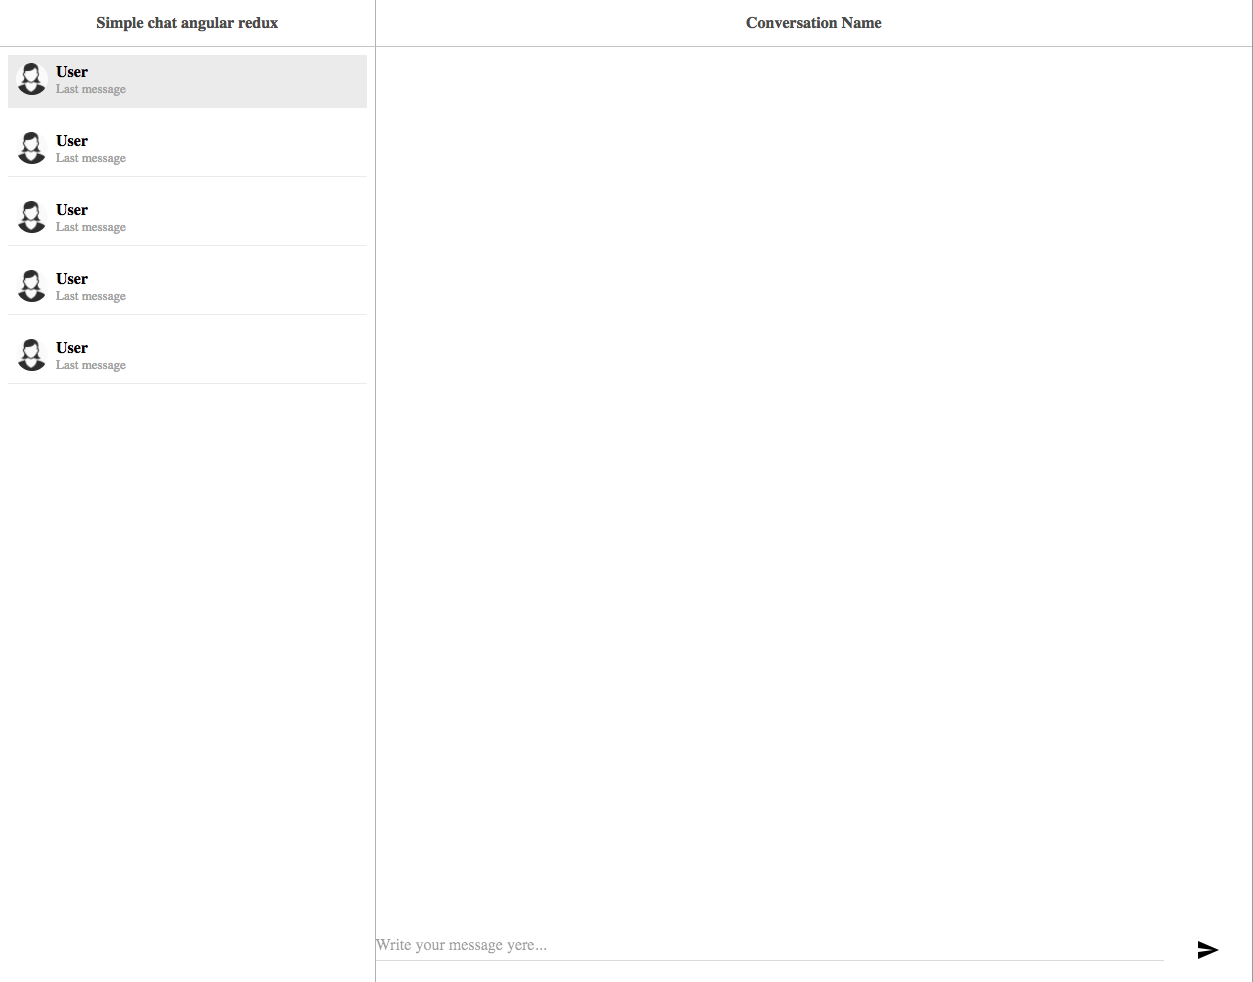 Simple chat angular redux
Conversation Name
User
Last message
User
Last message
User
Last message
User
Last message
User
Last message
Write your message yere...